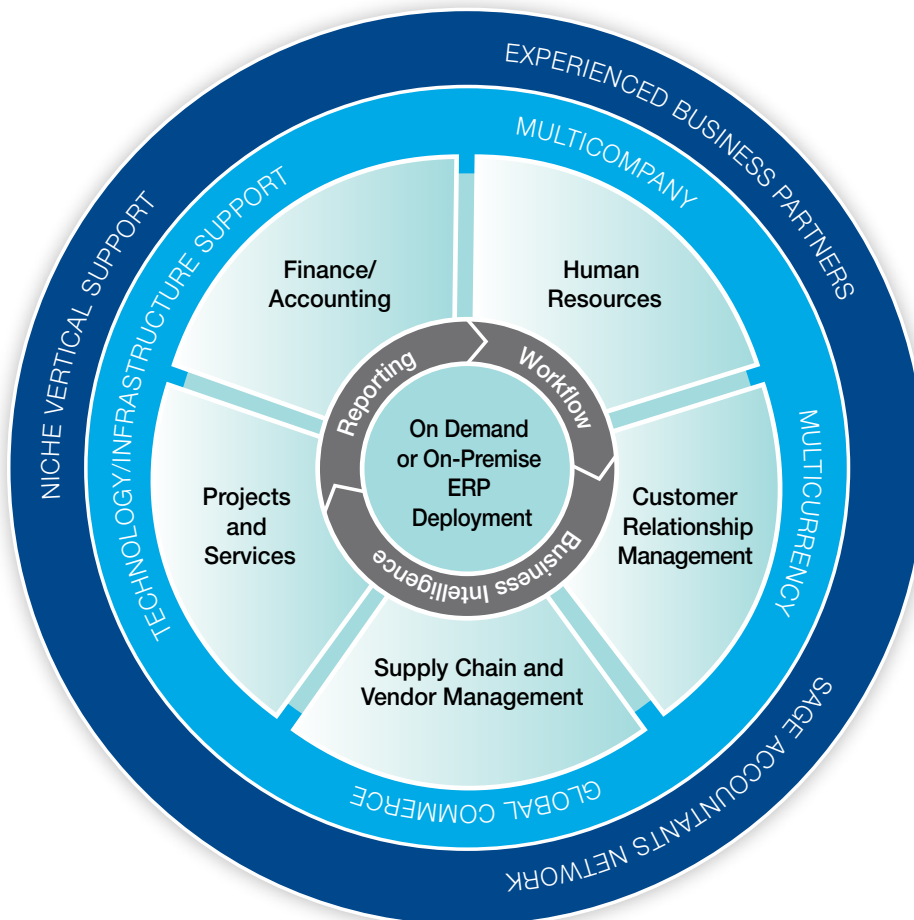 EXPERIENCED BUSINESS PARTNERS
NICHE VERTICAL SUPPORT
SAGE ACCOUNTANTS NETWORK
MULTICOMPANY
TECHNOLOGY/INFRASTRUCTURE SUPPORT
MULTICURRENCY
GLOBAL COMMERCE
Finance/
Accounting
Human
Resources
Projects
and
Services
Customer
Relationship
Management
Supply Chain and
Vendor Management
Reporting
Workflow
Business Intelligence
On Demand
or On-Premise
ERP
Deployment